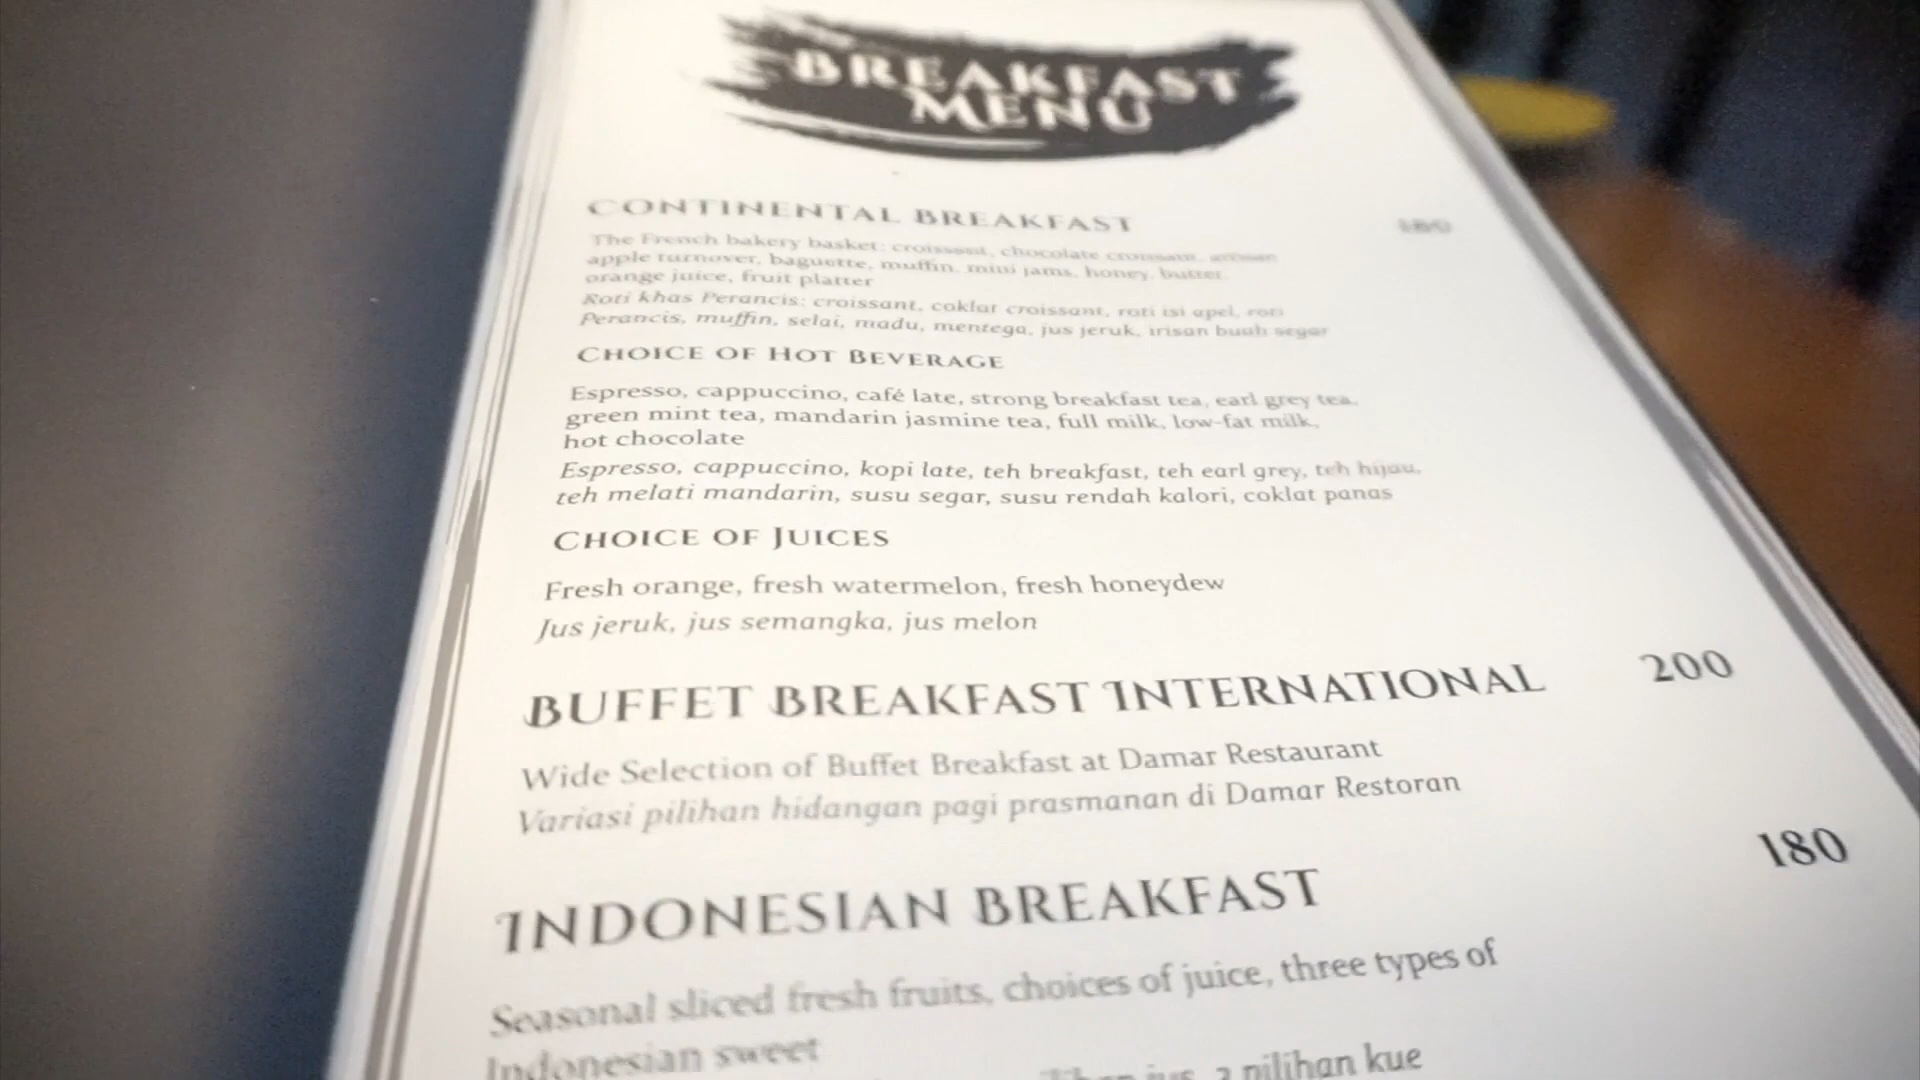 BREAKFAST
MENU
CONTINENTAL BREAKFAST
The French bakery basket: croissant, chocolate croissant,
apple turnover, baguette, muffin, mini jams, honey, butter,
orange juice, fruit platter
Roti khas Perancis: croissant, coklat croissant, roti isi apel, roti
Perancis, muffin, selai, madu, mentega, jus jeruk, irisan buah segar
CHOICE OF HOT BEVERAGE
Espresso, cappuccino, café late, strong breakfast tea, earl grey tea,
green mint tea, mandarin jasmine tea, full milk, low-fat milk,
hot chocolate
Espresso, cappuccino, kopi late, teh breakfast, teh earl grey, teh hijau,
teh melati mandarin, susu segar, susu rendah kalori, coklat panas
CHOICE OF JUICES
Fresh orange, fresh watermelon, fresh honeydew
Jus jeruk, jus semangka, jus melon
BUFFET BREAKFAST INTERNATIONAL 200
Wide Selection of Buffet Breakfast at Damar Restaurant
Variasi pilihan hidangan pagi prasmanan di Damar Restoran
INDONESIAN BREAKFAST 180
Seasonal sliced fresh fruits, choices of juice, three types of
Indonesian sweet
jus, 3 pilihan kue